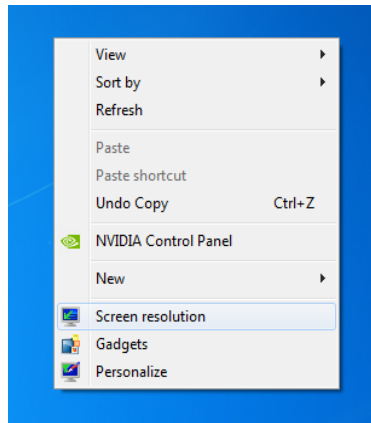 View
Sort by
Refresh
Paste
Paste shortcut
Undo Copy Ctrl+Z
NVIDIA Control Panel
New
Screen resolution
Gadgets
Personalize